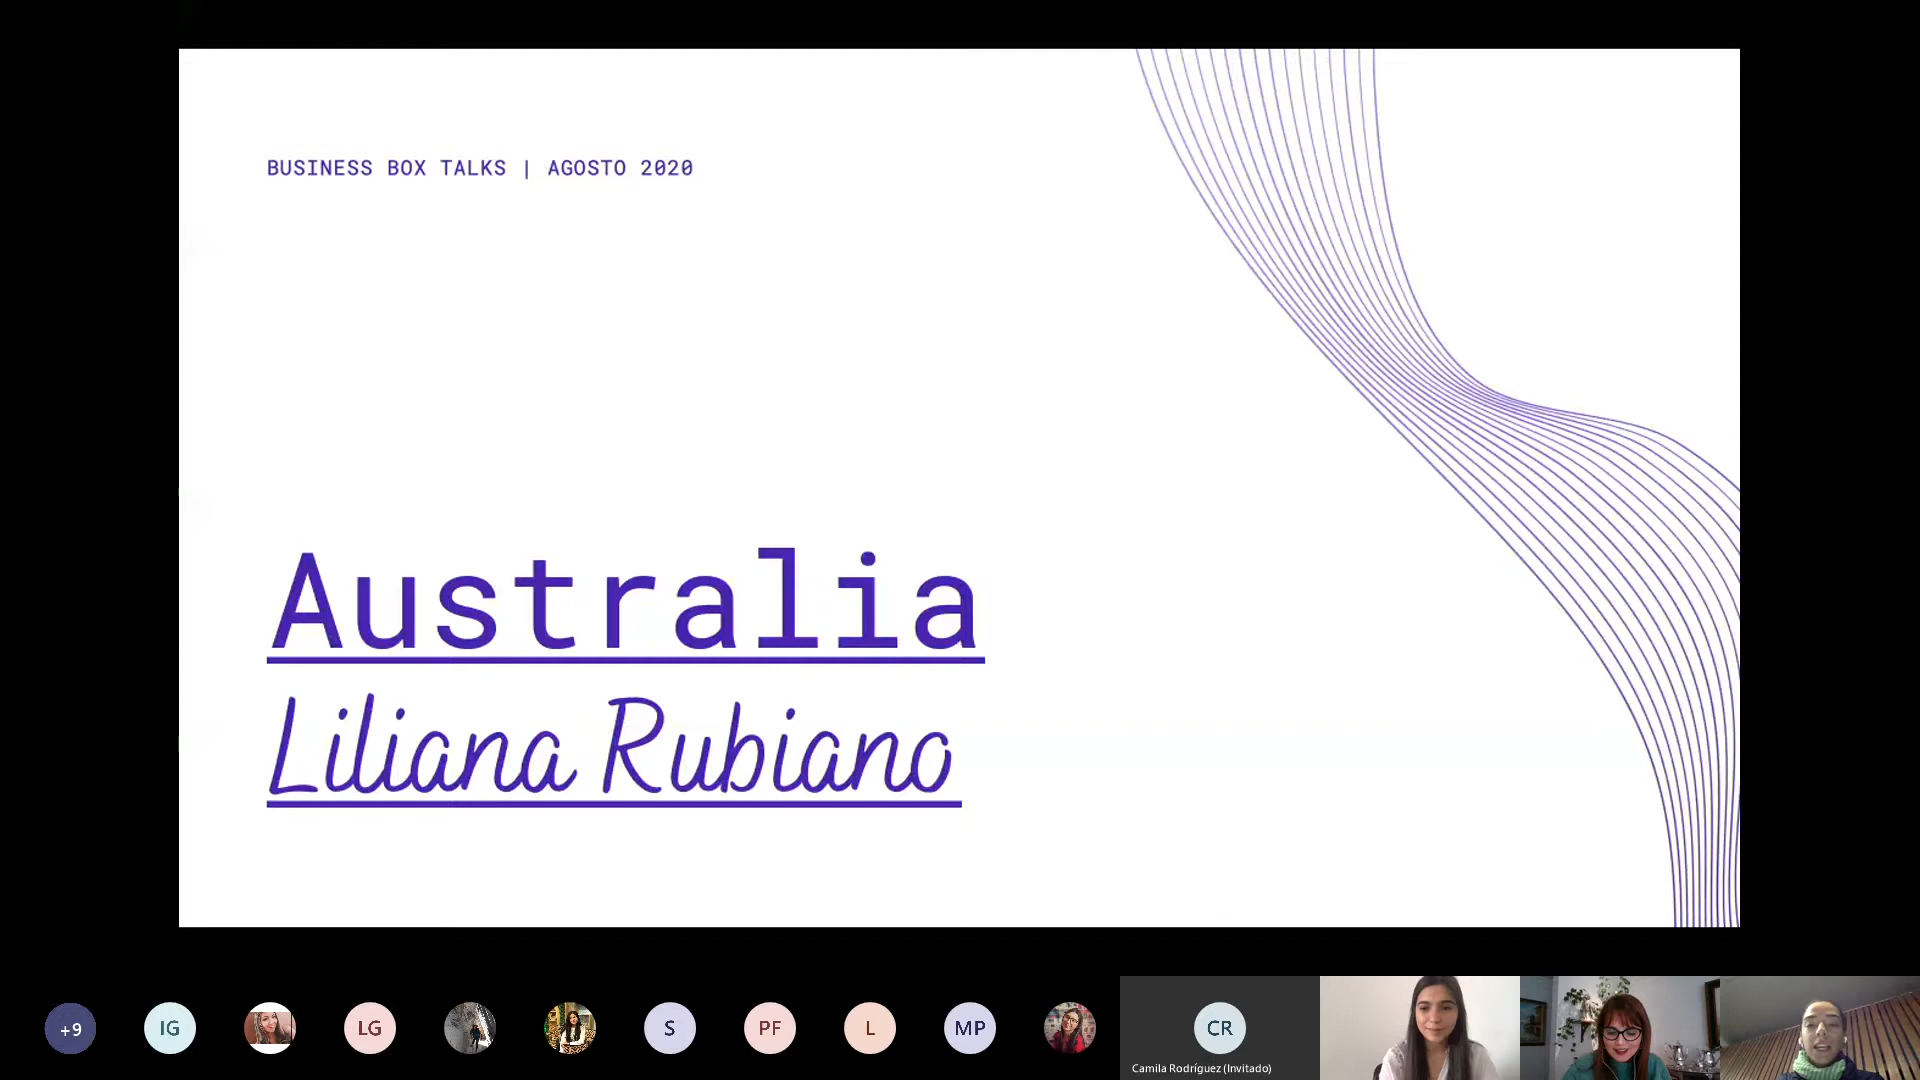 BUSINESS BOX TALKS | AGOSTO 2020
Australia
Liliana Rubiano
+9
IG
LG
S
PF
L
MP
CR
Camila Rodríguez (Invitado)